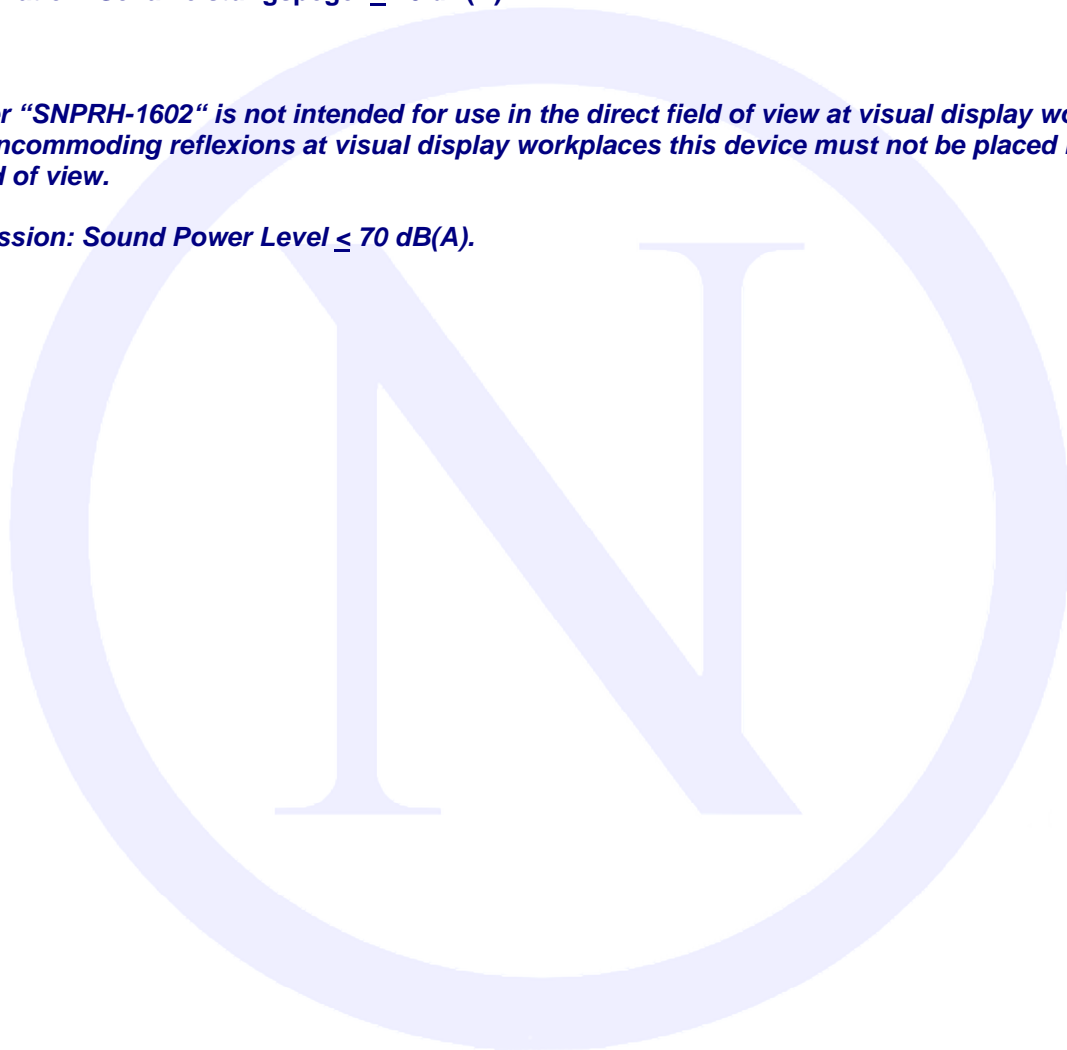 r “SNPRH-1602“ is not intended for use in the direct field of view at visual display wo
ncommoding reflexions at visual display workplaces this device must not be placed
d of view.
ssion: Sound Power Level < 70 dB(A).
N